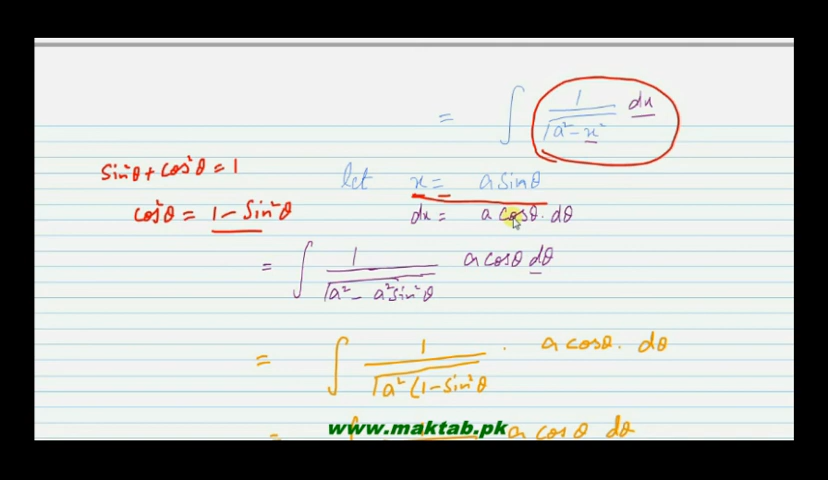 = ∫ 1/√a² - x² dx
Sin²θ + Cos²θ = 1
let x = a Sinθ
Cos²θ = 1 - Sin²θ
dx = a cosθ. dθ
= ∫ 1/√a² - a²Sin²θ a cosθ dθ
= ∫ 1/√a² (1 - Sin²θ . a cosθ. dθ
= a cosθ dθ
www.maktab.pk